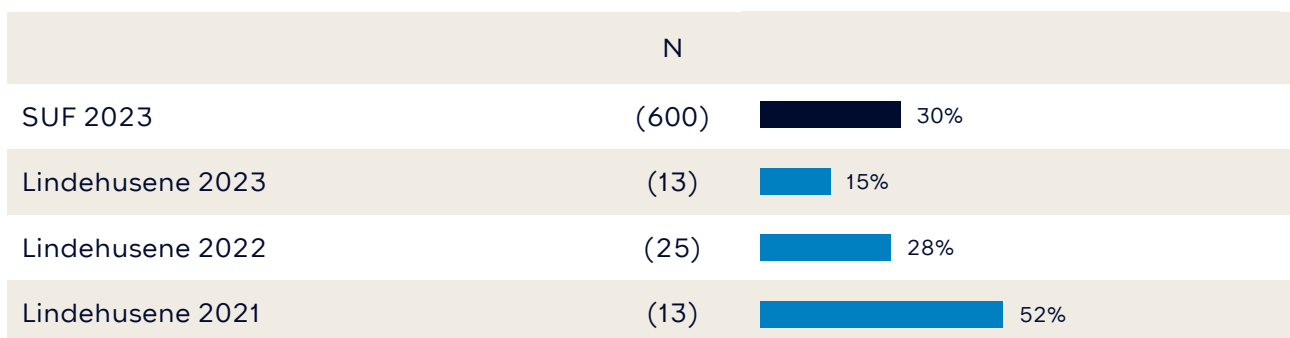 N
SUF 2023 (600) 30%
Lindehusene 2023 (13) 15%
Lindehusene 2022 (25) 28%
Lindehusene 2021 (13) 52%